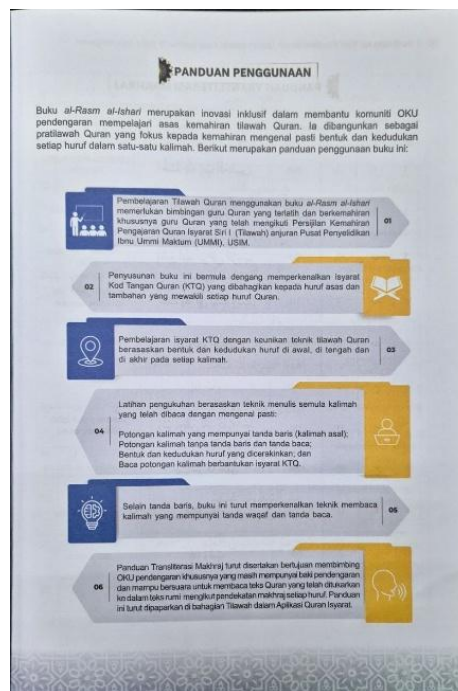 PANDUAN PENGGUNAAN
Buku al-Rasm al-Ishari merupakan inovasi inklusif dalam membantu komuniti OKU
pendengaran mempelajari asas kemahiran tilawah Quran. Ia dibangunkan sebagai
pratilawah Quran yang fokus kepada kemahiran mengenal pasti bentuk dan kedudukan
setiap huruf dalam satu-satu kalimah. Berikut merupakan panduan penggunaan buku ini:
Pembelajaran Tilawah Quran menggunakan buku al-Rasm al-Ishari
memerlukan bimbingan guru Quran yang terlatih dan berkemahiran
khususnya guru Quran yang telah mengikuti Persijilan Kemahiran
Pengajaran Quran Isyarat Siri I (Tilawah) anjuran Pusat Penyelidikan
Ibnu Ummi Maktum (UMMI), USIM.
01
02
Penyusunan buku ini bermula dengang memperkenalkan Isyarat
Kod Tangan Quran (KTQ) yang dibahagikan kepada huruf asas dan
tambahan yang mewakili setiap huruf Quran.
Pembelajaran isyarat KTQ dengan keunikan teknik tilawah Quran
berasaskan bentuk dan kedudukan huruf di awal, di tengah dan
di akhir pada setiap kalimah.
03
04
Latihan pengukuhan berasaskan teknik menulis semula kalimah
yang telah dibaca dengan mengenal pasti:
Potongan kalimah yang mempunyai tanda baris (kalimah asal);
Potongan kalimah tanpa tanda baris dan tanda baca;
Bentuk dan kedudukan huruf yang diceraikan; dan
Baca potongan kalimah berbantukan isyarat KTQ.
Selain tanda baris, buku ini turut memperkenalkan teknik membaca
kalimah yang mempunyai tanda waqaf dan tanda baca.
05
06
Panduan Transliterasi Makhraj turut disertakan bertujuan membimbing
OKU pendengaran khususnya yang masih mempunyai baki pendengaran
dan mampu bersuara untuk membaca teks Quran yang telah ditukarkan
kn dalam teks rumi mengikut pendekatan makhraj setiap huruf. Panduan
ini turut dipaparkan di bahagian Tilawah dalam Aplikasi Quran Isyarat.